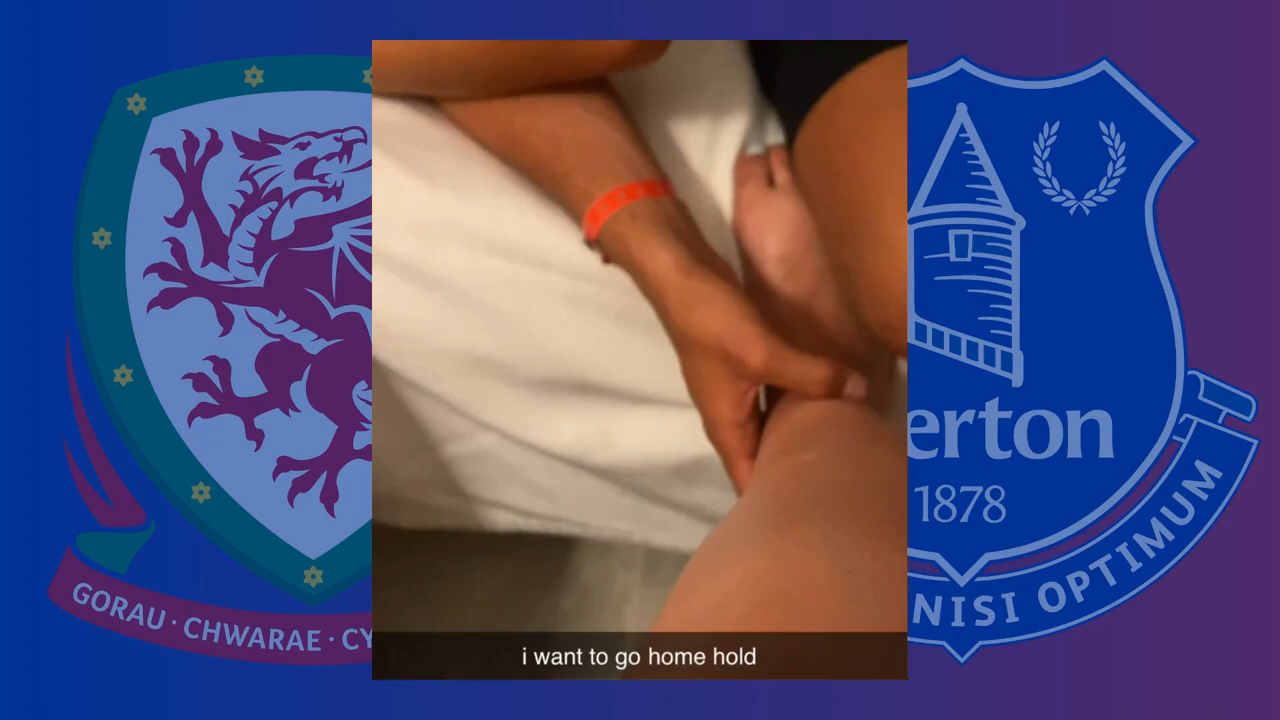 GORAU · CHWARAE · CY
erton
1878
NISI OPTIMUM
i want to go home hold